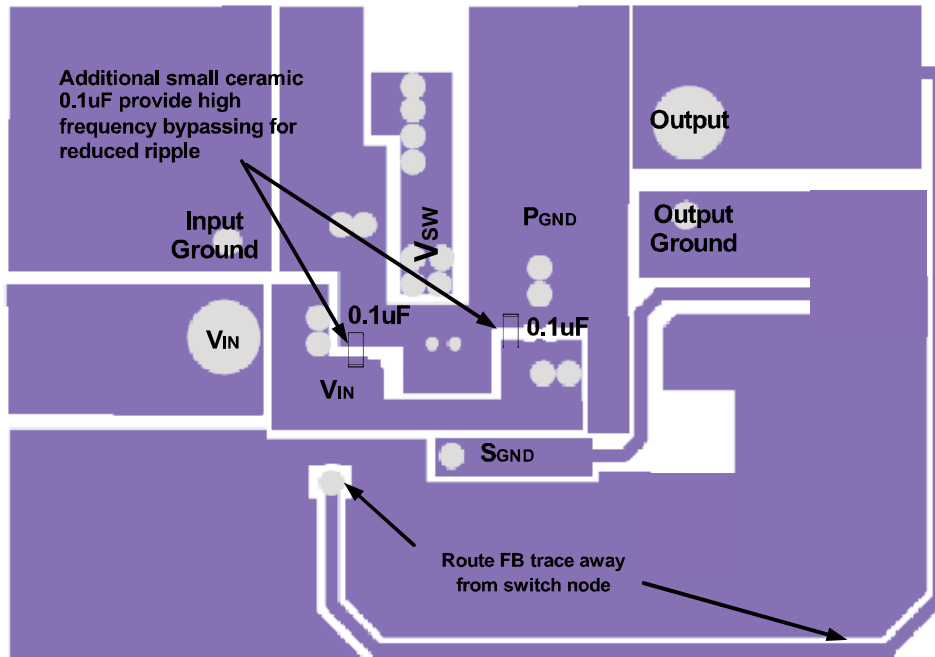 Additional small ceramic
0.1uF provide high
frequency bypassing for
reduced ripple
Output
Input
Ground
VSW
PGND
Output
Ground
0.1uF
0.1uF
VIN
VIN
SGND
Route FB trace away
from switch node